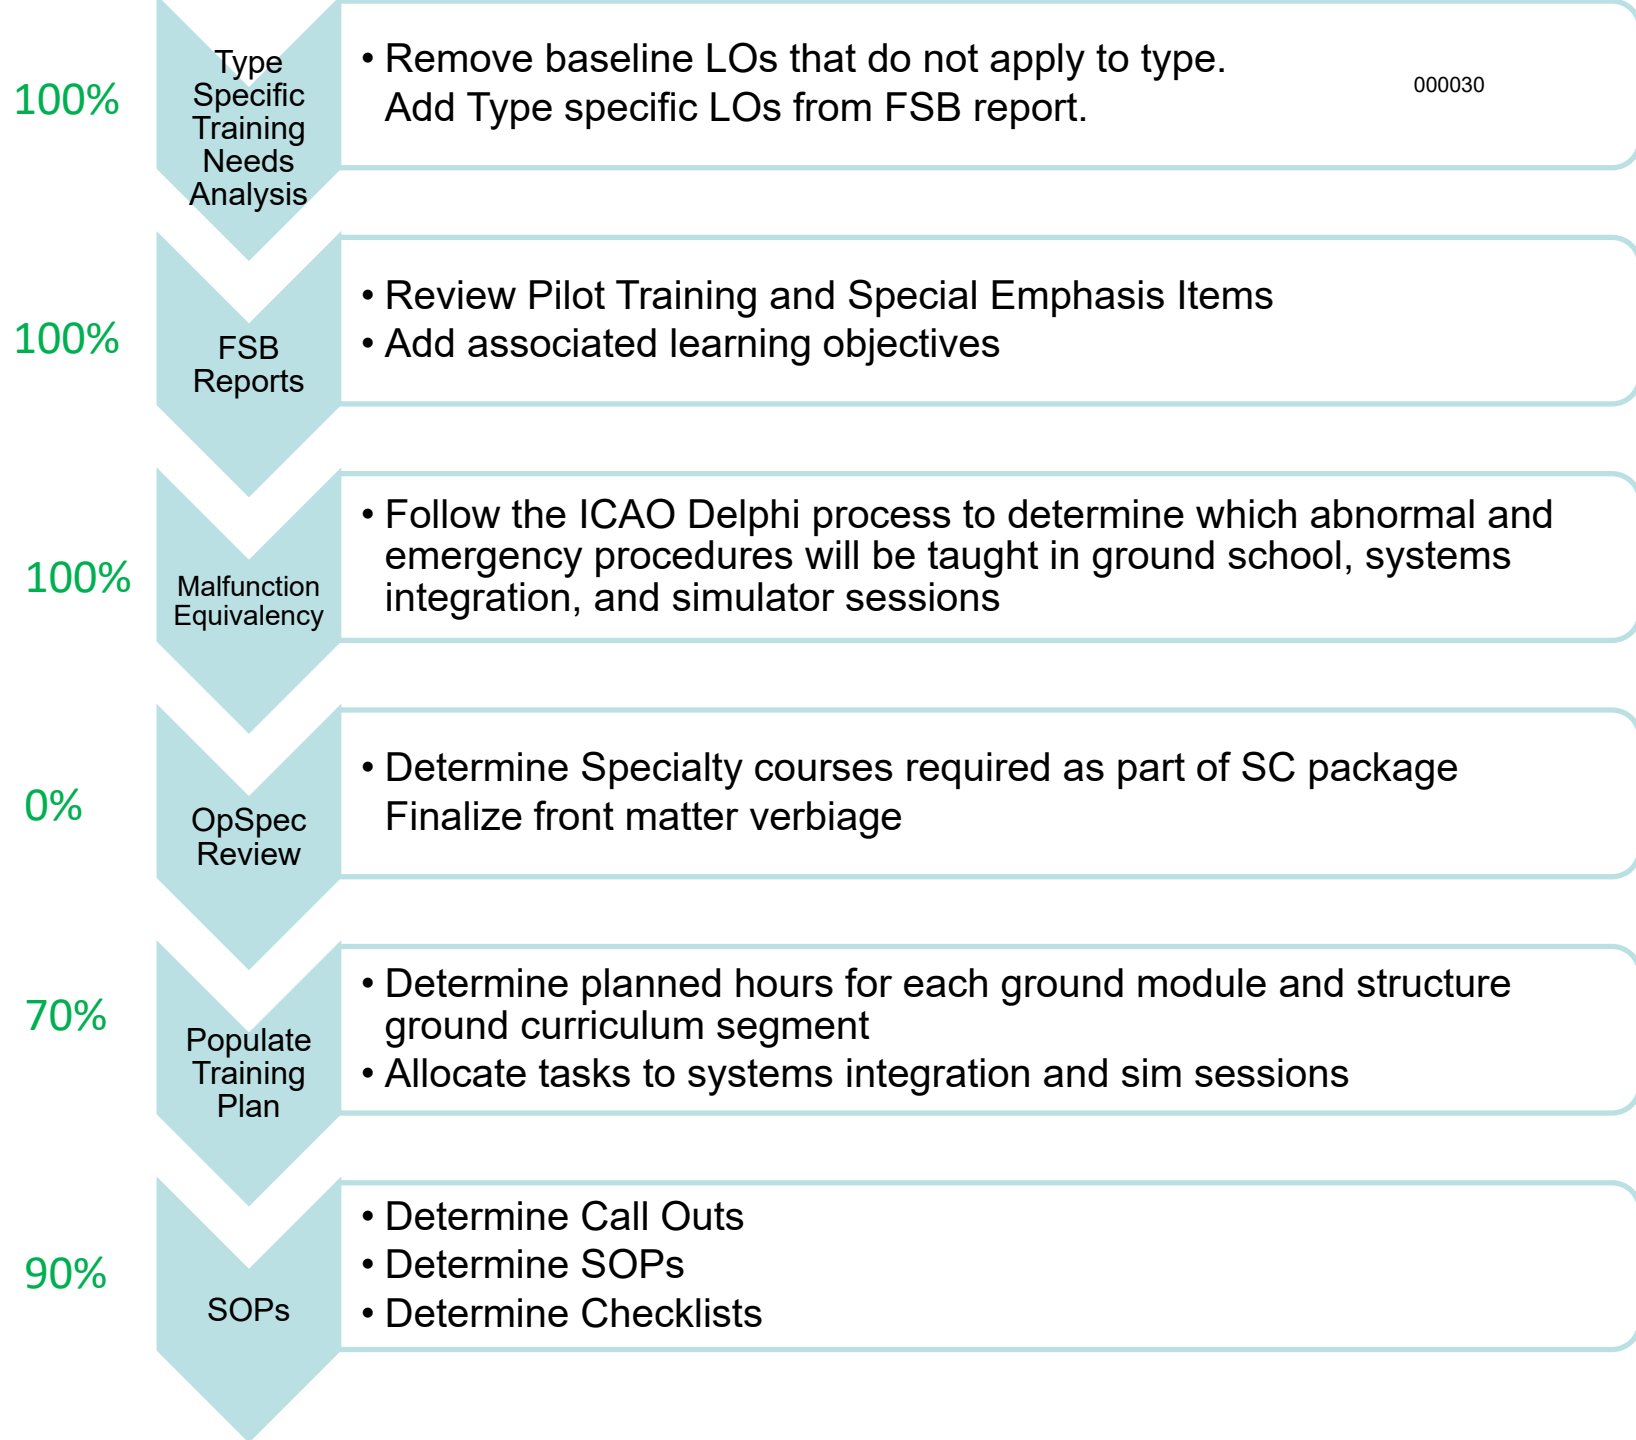 100%
Type
Specific
Training
Needs
Analysis
• Remove baseline LOs that do not apply to type.
Add Type specific LOs from FSB report.
000030
100%
FSB
Reports
• Review Pilot Training and Special Emphasis Items
• Add associated learning objectives
100%
Malfunction
Equivalency
• Follow the ICAO Delphi process to determine which abnormal and
emergency procedures will be taught in ground school, systems
integration, and simulator sessions
0%
OpSpec
Review
• Determine Specialty courses required as part of SC package
Finalize front matter verbiage
70%
Populate
Training
Plan
• Determine planned hours for each ground module and structure
ground curriculum segment
• Allocate tasks to systems integration and sim sessions
90%
SOPs
• Determine Call Outs
• Determine SOPs
• Determine Checklists